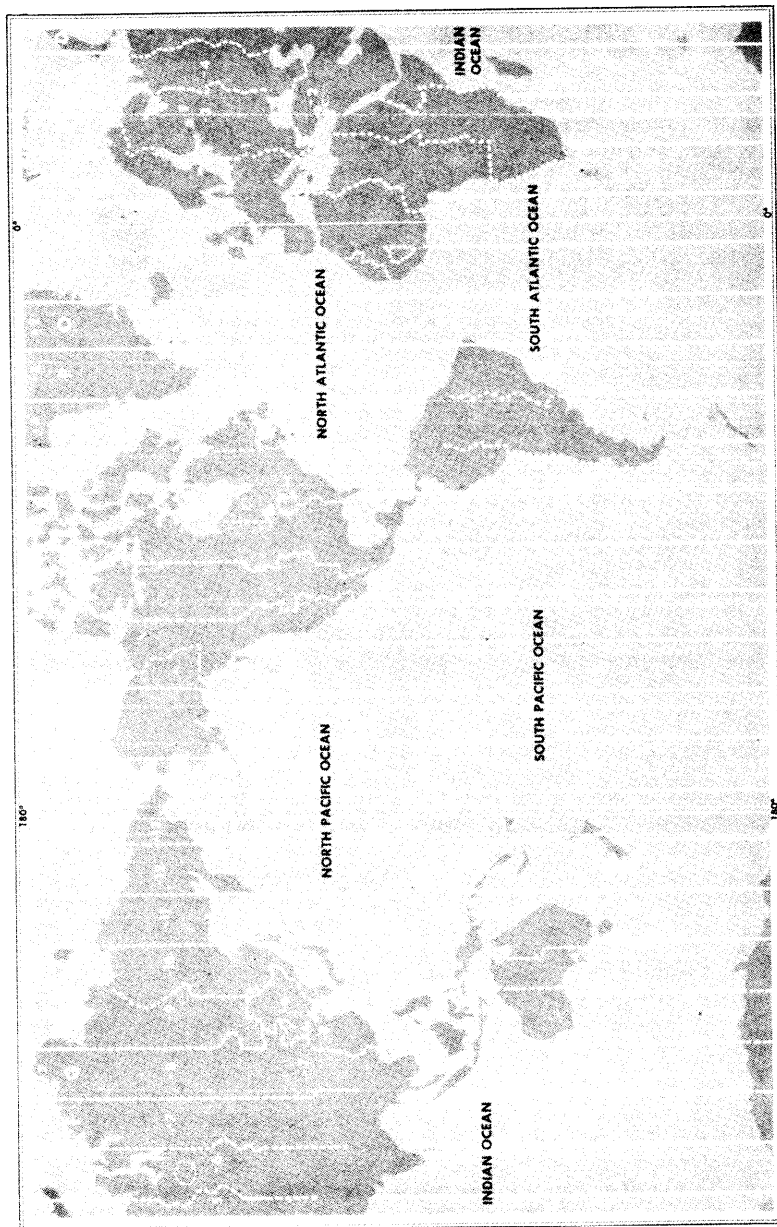 180°
0°
NORTH PACIFIC OCEAN
NORTH ATLANTIC OCEAN
INDIAN
OCEAN
INDIAN OCEAN
SOUTH PACIFIC OCEAN
SOUTH ATLANTIC OCEAN
180°
0°